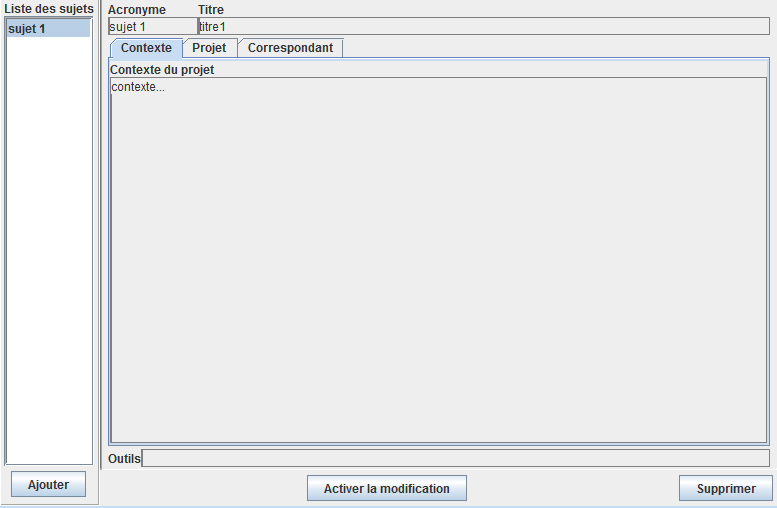 Liste des sujets
sujet 1
Ajouter
Acronyme Titre
sujet 1 titre1
Contexte Projet Correspondant
Contexte du projet
contexte...
Outils
Activer la modification Supprimer